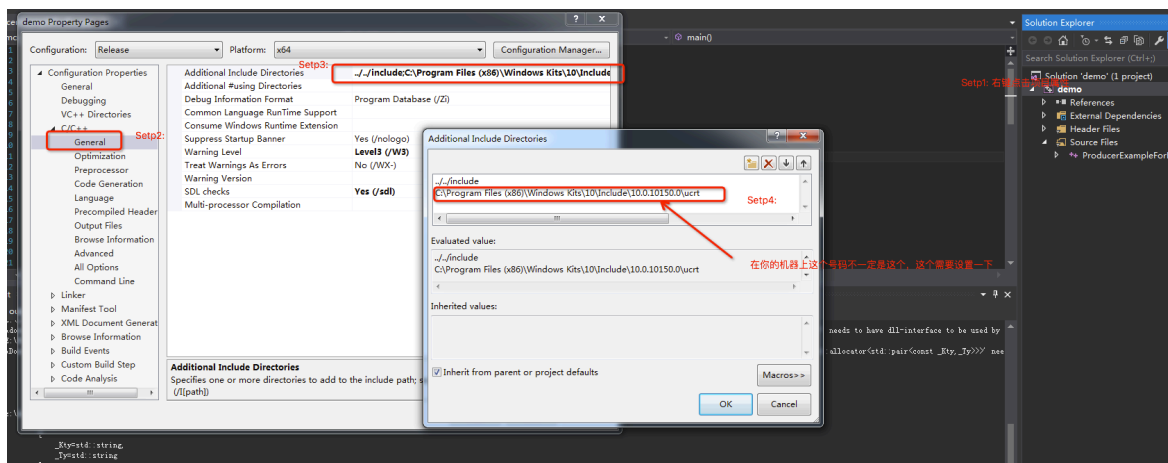 demo Property Pages
Configuration: Release Platform: x64 Configuration Manager...
Setp3:
Configuration Properties
General
Debugging
VC++ Directories
C/C++
Setp2:
General
Optimization
Preprocessor
Code Generation
Language
Precompiled Header
Output Files
Browse Information
Advanced
All Options
Command Line
Linker
Manifest Tool
XML Document Generat
Browse Information
Build Events
Custom Build Step
Code Analysis
Additional Include Directories ../../include;C:\Program Files (x86)\Windows Kits\10\Include
Additional #using Directories
Debug Information Format Program Database (/Zi)
Common Language RunTime Support
Consume Windows Runtime Extension
Suppress Startup Banner Yes (/nologo)
Warning Level Level3 (/W3)
Treat Warnings As Errors No (/WX-)
Warning Version
SDL checks Yes (/sdl)
Multi-processor Compilation
Additional Include Directories
Specifies one or more directories to add to the include path; s
(/I[path])
Additional Include Directories
../../include
C:\Program Files (x86)\Windows Kits\10\Include\10.0.10150.0\ucrt
Setp4:
Evaluated value:
../../include
C:\Program Files (x86)\Windows Kits\10\Include\10.0.10150.0\ucrt
在你的机器上这个号码不一定是这个，这个需要设置一下
Inherited values:
Inherit from parent or project defaults
Macros>>
OK Cancel
main()
Solution Explorer
Search Solution Explorer (Ctrl+;)
Setp1: 右键点击
Solution 'demo' (1 project)
demo
References
External Dependencies
Header Files
Source Files
ProducerExampleFor
needs to have dll-interface to be used by
:allocator<std::pair<const _Kty,_Ty>>>' nee
_Kty=std::string,
_Ty=std::string